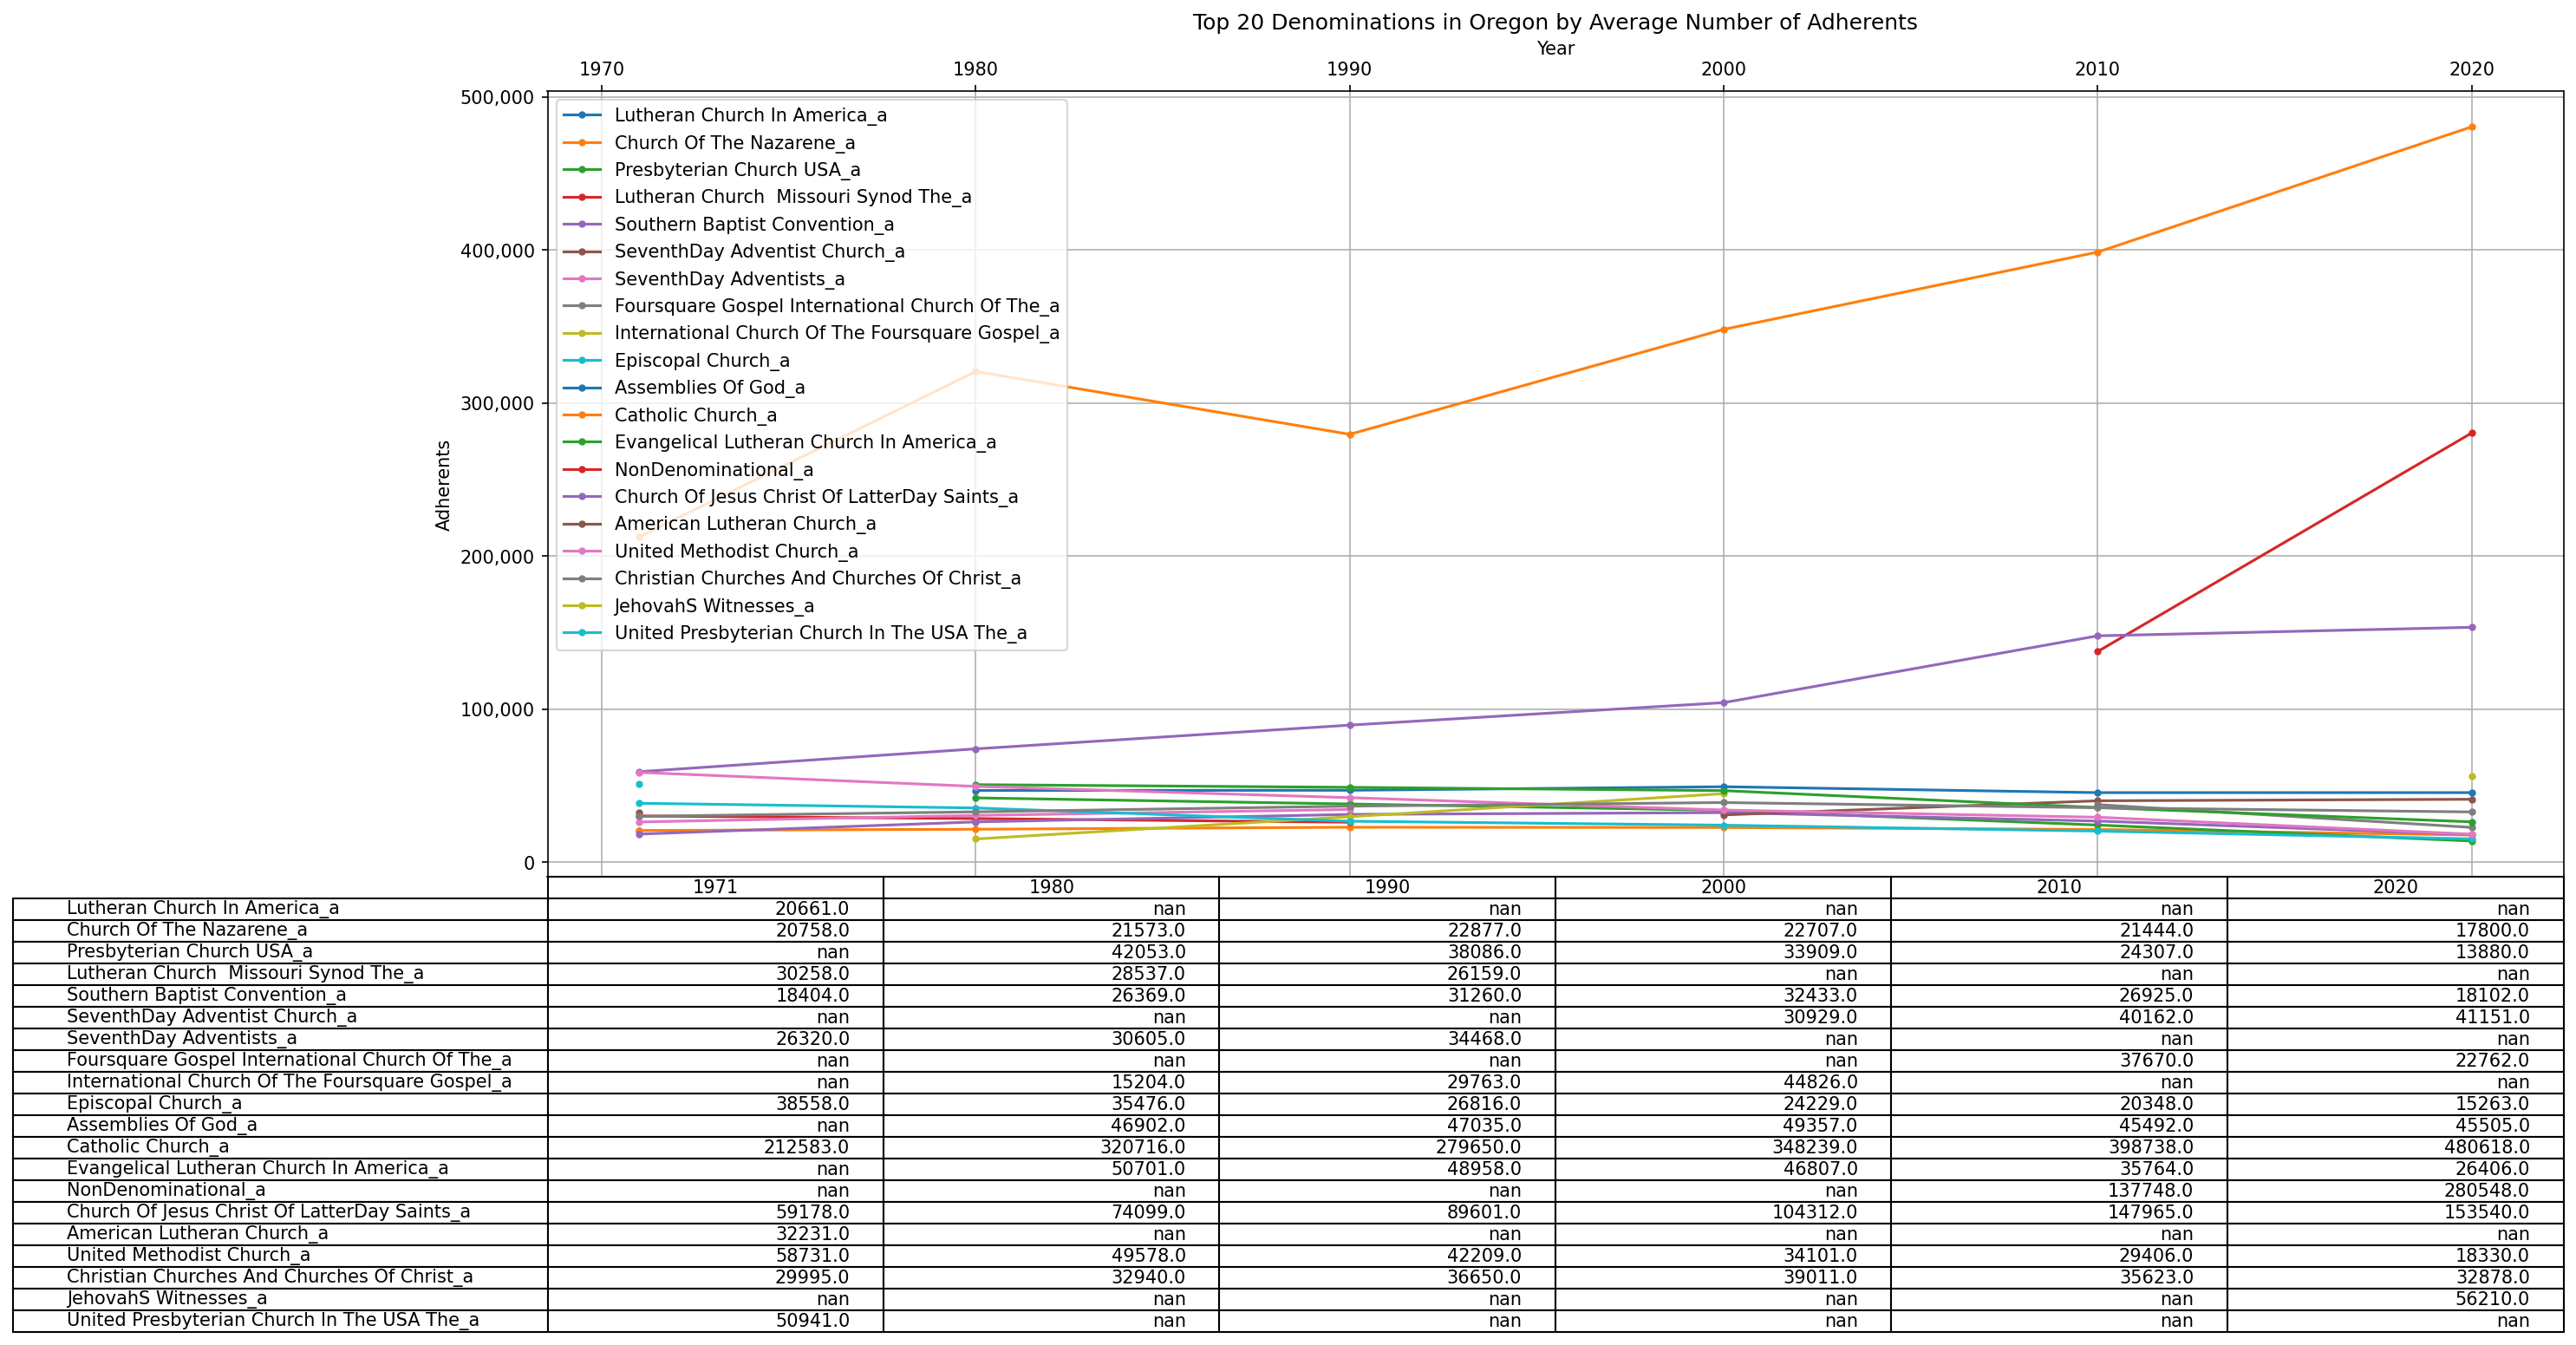 Top 20 Denominations in Oregon by Average Number of Adherents
Year
1970 1980 1990 2000 2010 2020
500,000
400,000
300,000
200,000
100,000
0
Adherents
Lutheran Church In America_a
Church Of The Nazarene_a
Presbyterian Church USA_a
Lutheran Church  Missouri Synod The_a
Southern Baptist Convention_a
SeventhDay Adventist Church_a
SeventhDay Adventists_a
Foursquare Gospel International Church Of The_a
International Church Of The Foursquare Gospel_a
Episcopal Church_a
Assemblies Of God_a
Catholic Church_a
Evangelical Lutheran Church In America_a
NonDenominational_a
Church Of Jesus Christ Of LatterDay Saints_a
American Lutheran Church_a
United Methodist Church_a
Christian Churches And Churches Of Christ_a
JehovahS Witnesses_a
United Presbyterian Church In The USA The_a
1971 1980 1990 2000 2010 2020
Lutheran Church In America_a 20661.0 nan nan nan nan nan
Church Of The Nazarene_a 20758.0 21573.0 22877.0 22707.0 21444.0 17800.0
Presbyterian Church USA_a nan 42053.0 38086.0 33909.0 24307.0 13880.0
Lutheran Church  Missouri Synod The_a 30258.0 28537.0 26159.0 nan nan nan
Southern Baptist Convention_a 18404.0 26369.0 31260.0 32433.0 26925.0 18102.0
SeventhDay Adventist Church_a nan nan nan 30929.0 40162.0 41151.0
SeventhDay Adventists_a 26320.0 30605.0 34468.0 nan nan nan
Foursquare Gospel International Church Of The_a nan nan nan nan 37670.0 22762.0
International Church Of The Foursquare Gospel_a nan 15204.0 29763.0 44826.0 nan nan
Episcopal Church_a 38558.0 35476.0 26816.0 24229.0 20348.0 15263.0
Assemblies Of God_a nan 46902.0 47035.0 49357.0 45492.0 45505.0
Catholic Church_a 212583.0 320716.0 279650.0 348239.0 398738.0 480618.0
Evangelical Lutheran Church In America_a nan 50701.0 48958.0 46807.0 35764.0 26406.0
NonDenominational_a nan nan nan nan 137748.0 280548.0
Church Of Jesus Christ Of LatterDay Saints_a 59178.0 74099.0 89601.0 104312.0 147965.0 153540.0
American Lutheran Church_a 32231.0 nan nan nan nan nan
United Methodist Church_a 58731.0 49578.0 42209.0 34101.0 29406.0 18330.0
Christian Churches And Churches Of Christ_a 29995.0 32940.0 36650.0 39011.0 35623.0 32878.0
JehovahS Witnesses_a nan nan nan nan nan 56210.0
United Presbyterian Church In The USA The_a 50941.0 nan nan nan nan nan